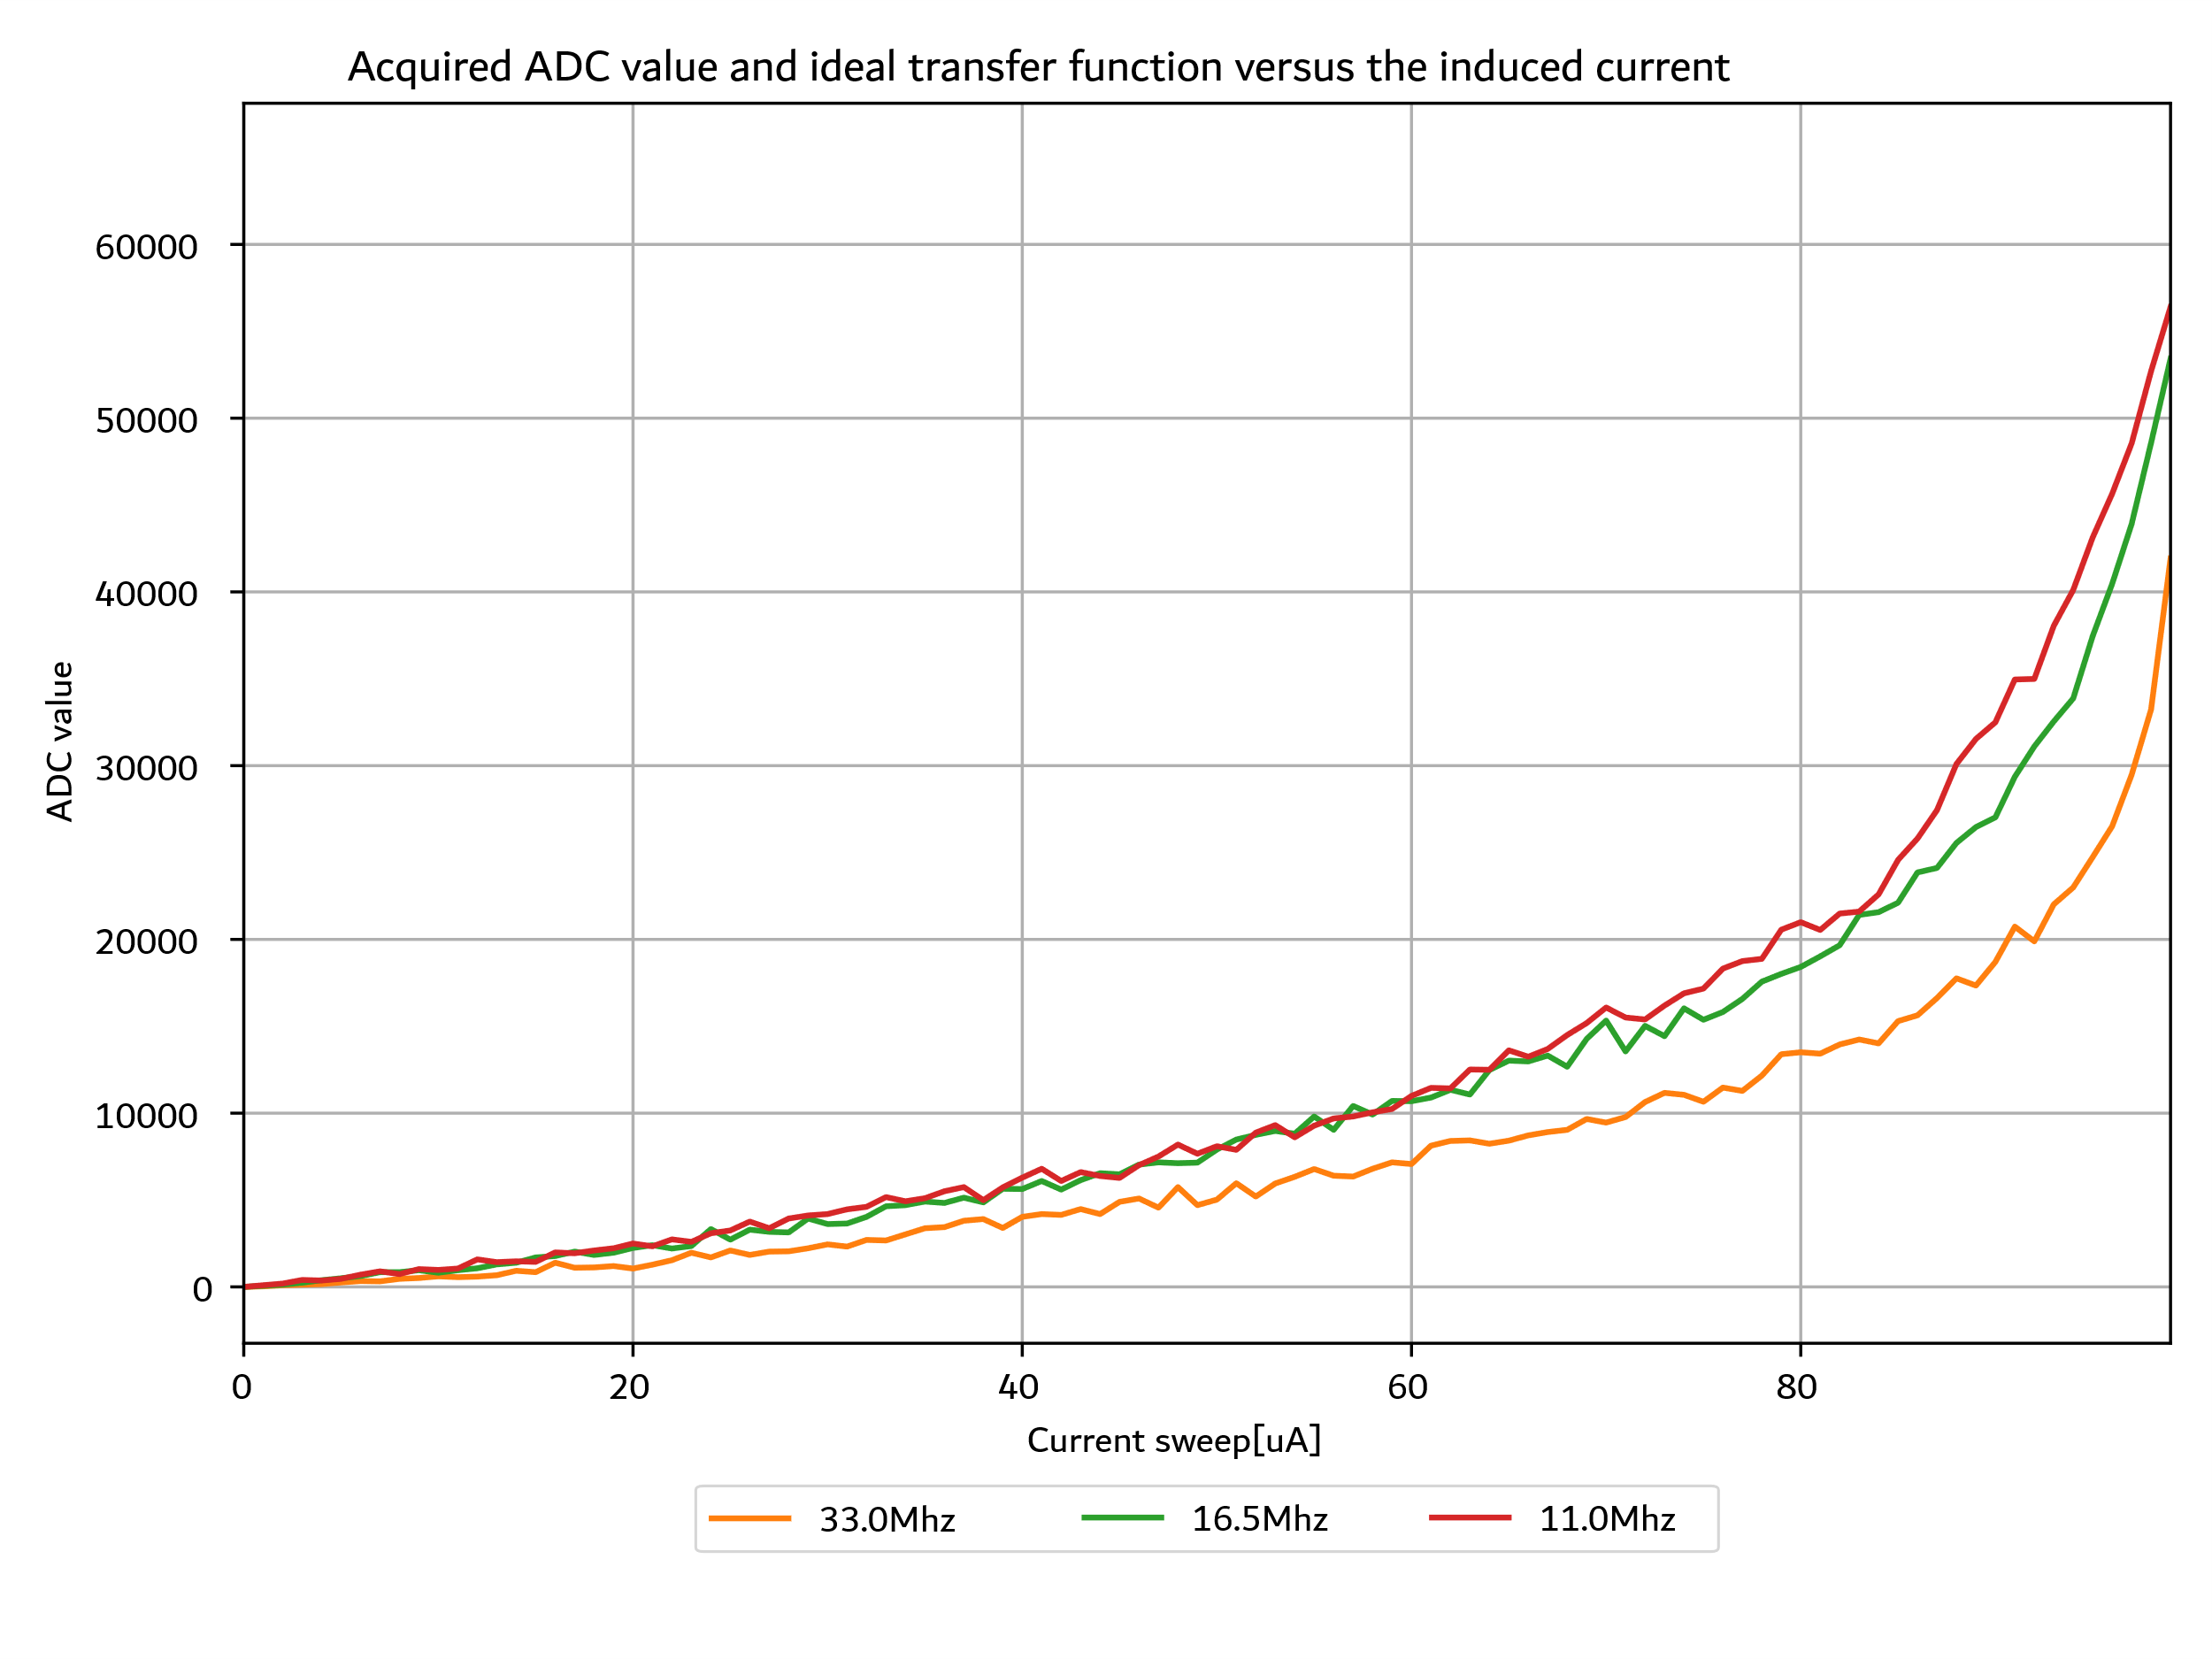 Acquired ADC value and ideal transfer function versus the induced current
60000
50000
40000
30000
20000
10000
0
ADC value
0 20 40 60 80
Current sweep[uA]
33.0Mhz 16.5Mhz 11.0Mhz